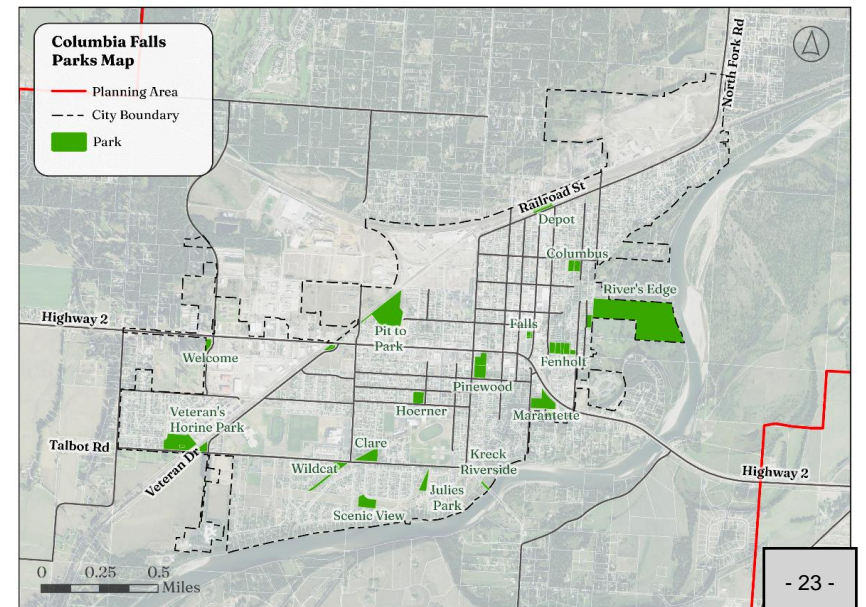 Columbia Falls
Parks Map
Planning Area
City Boundary
Park
North Fork Rd
Railroad St
Depot
Columbus
River's Edge
Highway 2
Pit to
Park
Falls
Welcome
Fenholt
Pinewood
Hoerner
Marantette
Veteran's
Horine Park
Talbot Rd
Veteran Dr
Clare
Wildcat
Kreck
Riverside
Julies
Park
Scenic View
Highway 2
0 0.25 0.5
Miles
- 23 -